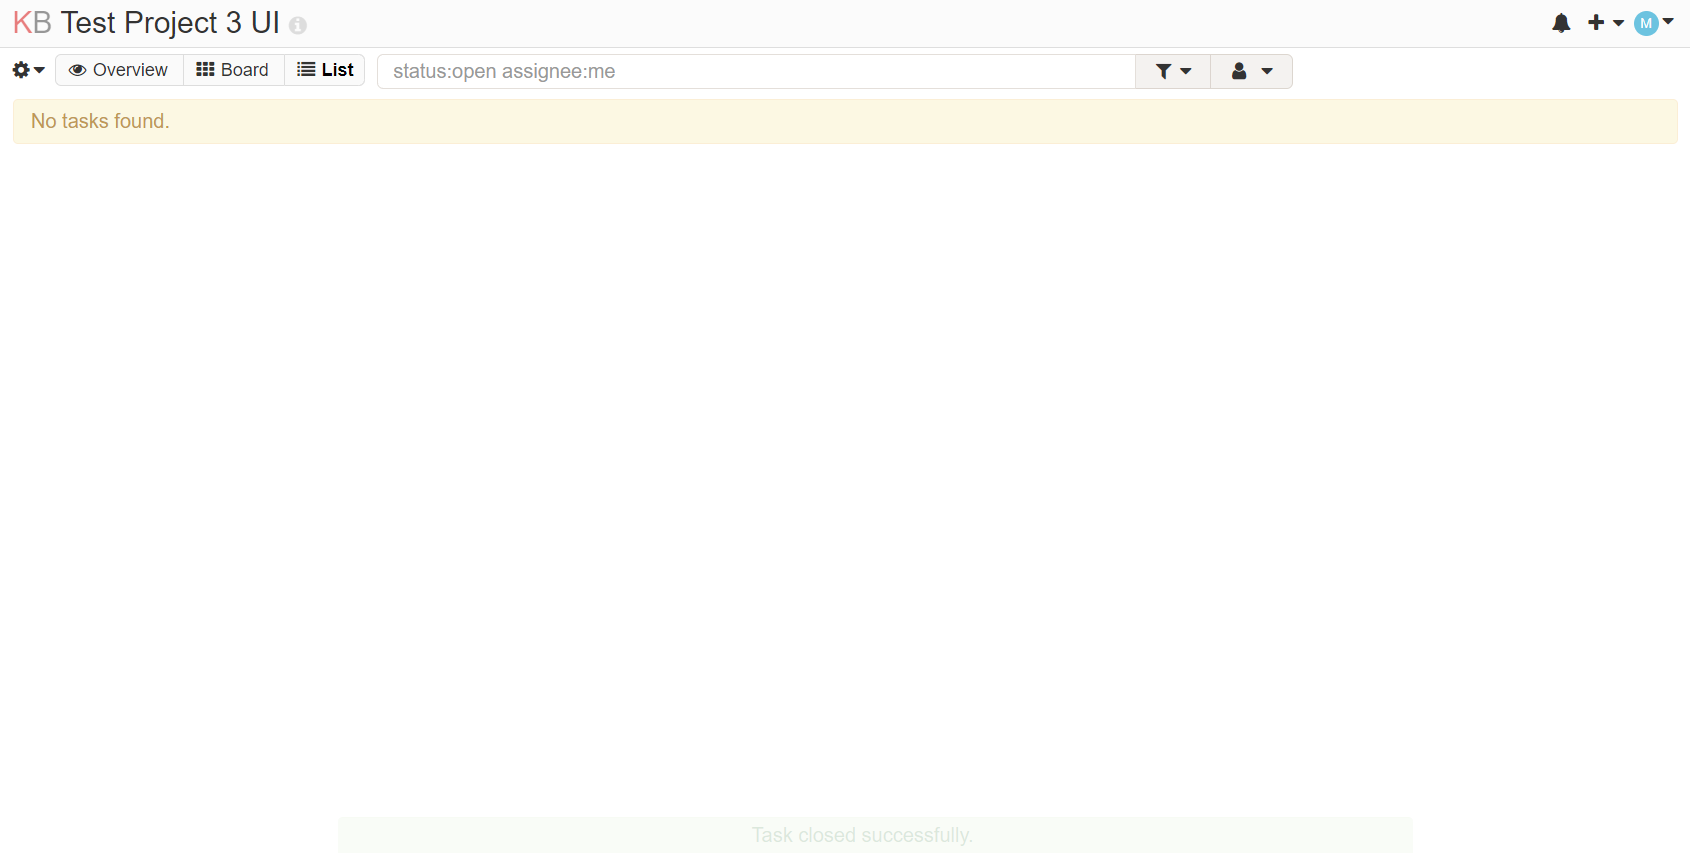 KB Test Project 3 UI
M
Overview Board List status:open assignee:me
No tasks found.
Task closed successfully.